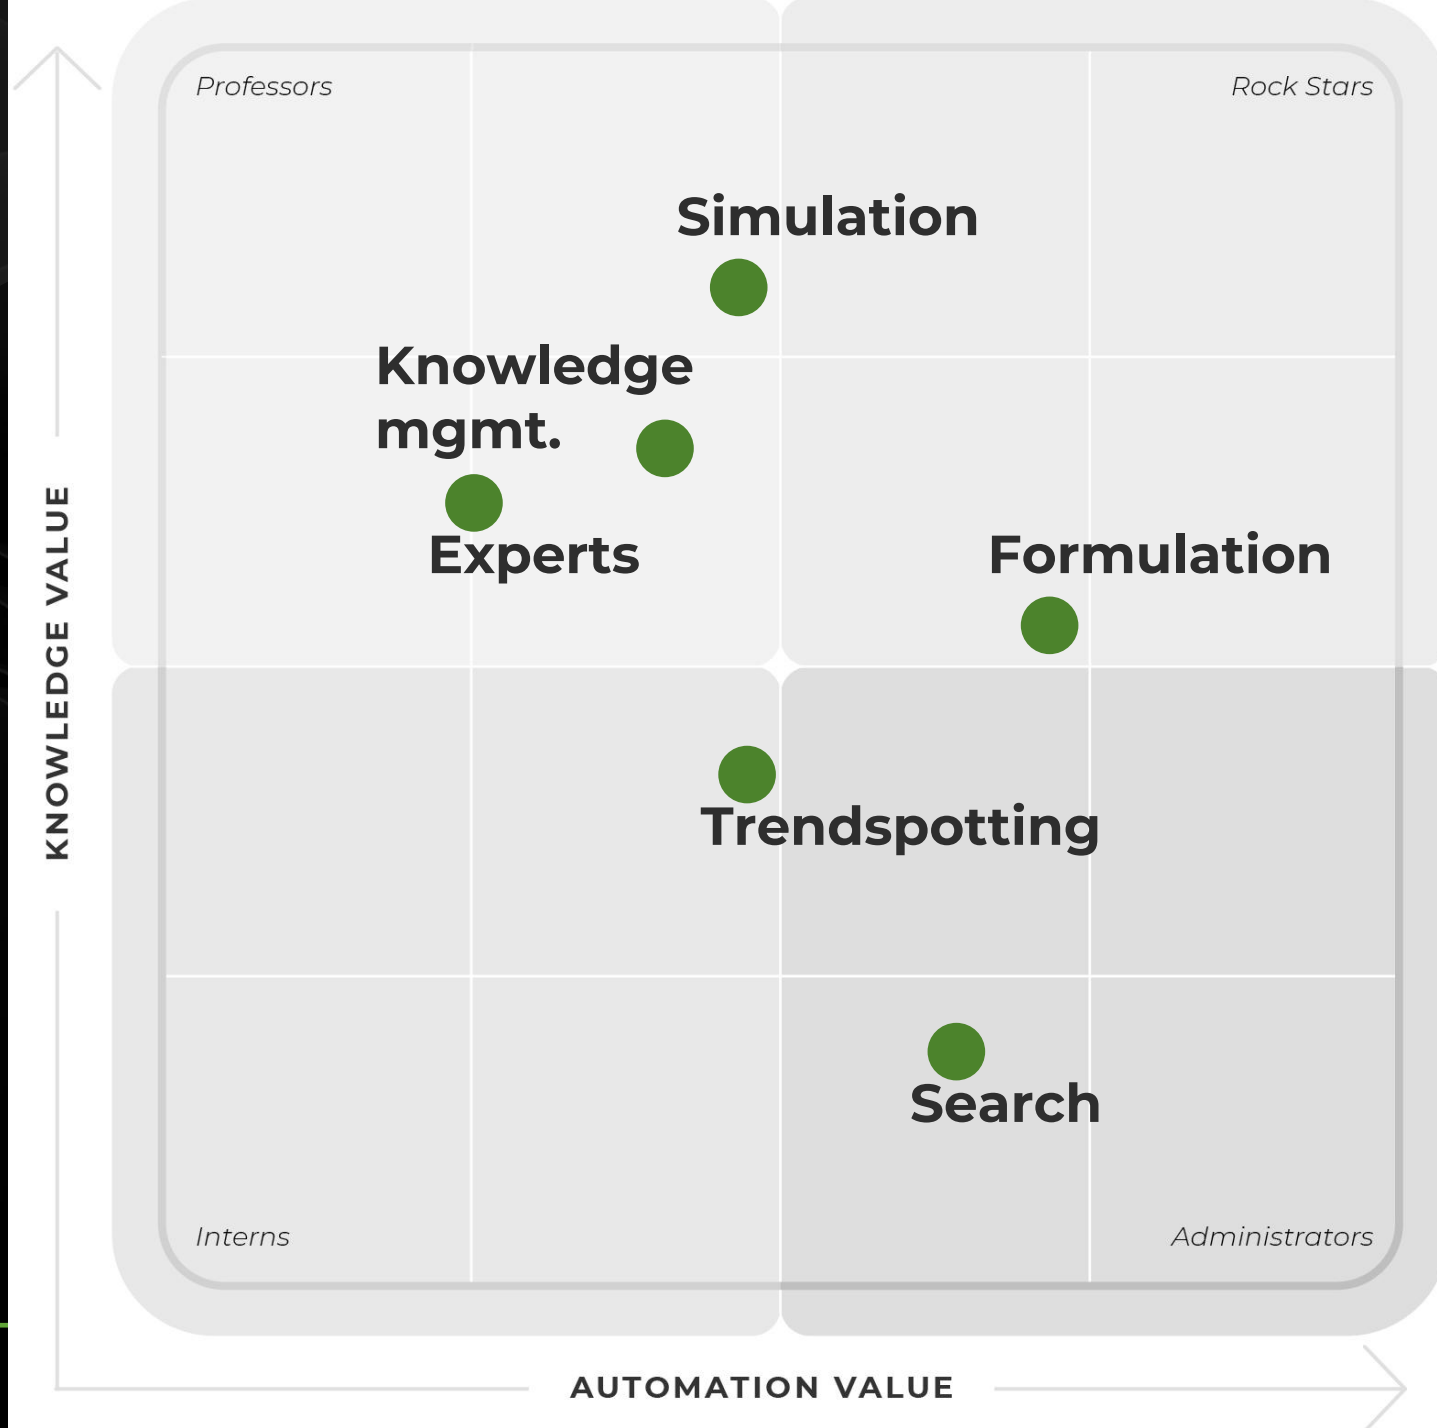 Professors
Rock Stars
Simulation
Knowledge
mgmt.
Experts
Formulation
KNOWLEDGE VALUE
Trendspotting
Search
Interns
Administrators
AUTOMATION VALUE